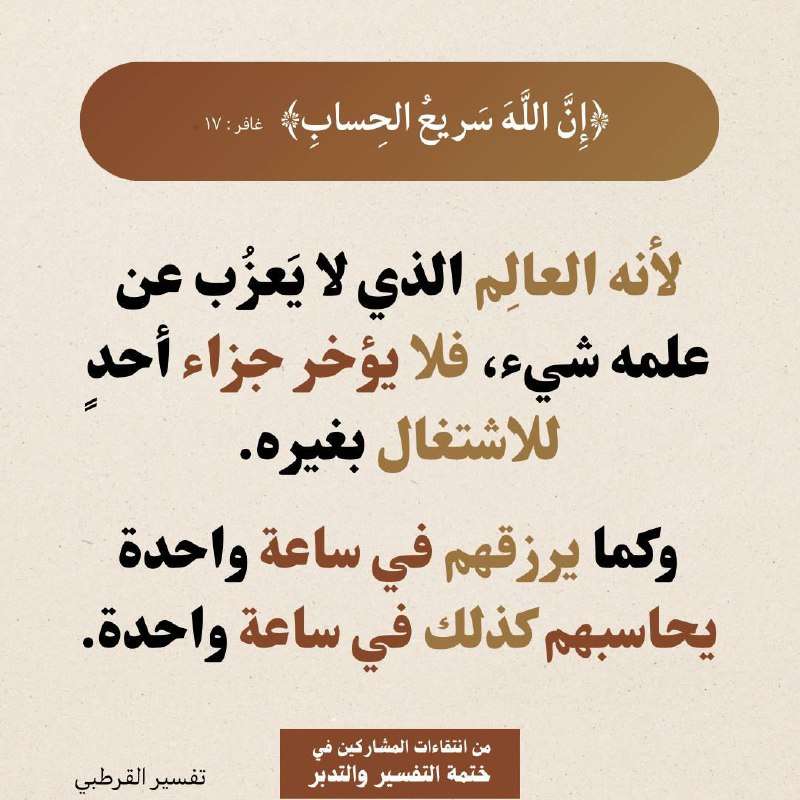 ﴿إِنَّ اللَّهَ سَريعُ الحِسابِ﴾ غافر : ١٧
لأنه العالِم الذي لا يَعزُب عن
علمه شيء، فلا يؤخر جزاء أحدٍ
للاشتغال بغيره.
وكما يرزقهم في ساعة واحدة
يحاسبهم كذلك في ساعة واحدة.
من انتقاءات المشاركين في
ختمة التفسير والتدبر
تفسير القرطبي